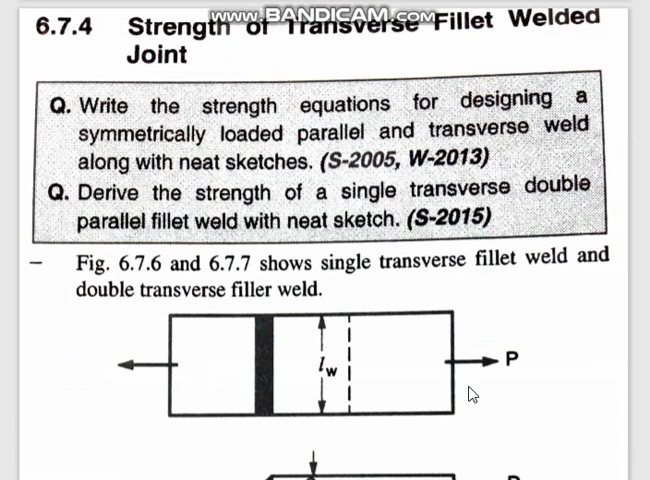 www.BANDICAM.com
6.7.4 Strength of Transverse Fillet Welded
Joint
Q. Write the strength equations for designing a
symmetrically loaded parallel and transverse weld
along with neat sketches. (S-2005, W-2013)
Q. Derive the strength of a single transverse double
parallel fillet weld with neat sketch. (S-2015)
– Fig. 6.7.6 and 6.7.7 shows single transverse fillet weld and
double transverse filler weld.
lw
P